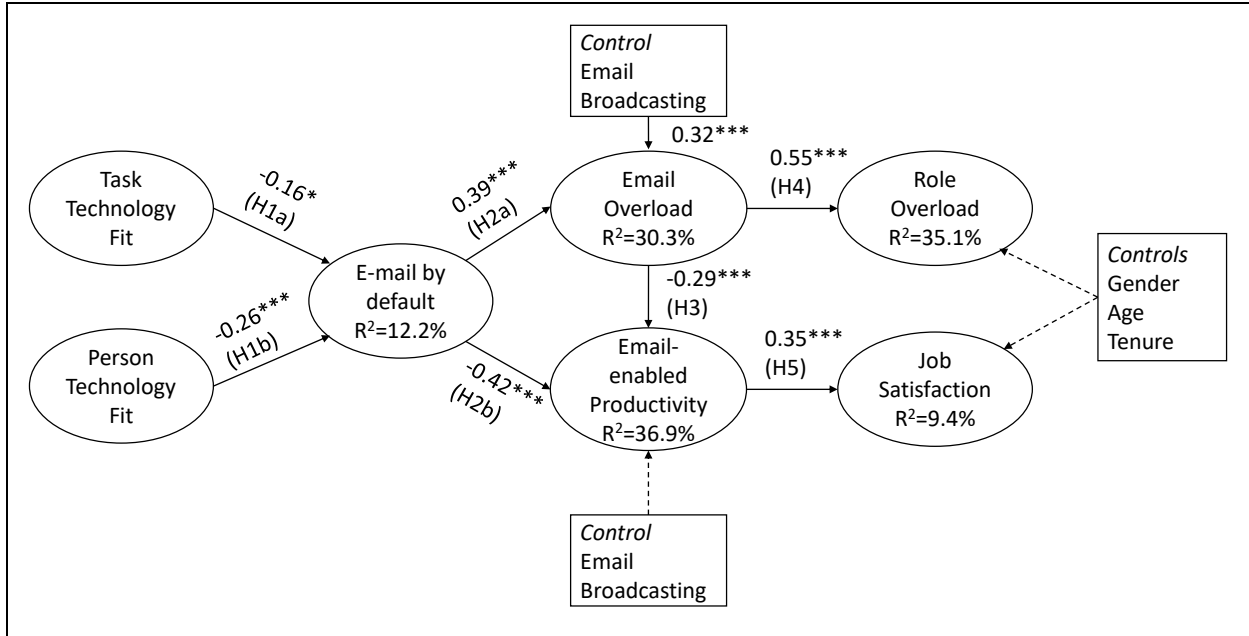 Control
Email
Broadcasting
0.32***
Task
Technology
Fit
-0.16*
(H1a)
Person
Technology
Fit
-0.26***
(H1b)
E-mail by
default
R²=12.2%
0.39***
(H2a)
-0.42***
(H2b)
Email
Overload
R²=30.3%
-0.29***
(H3)
Email-
enabled
Productivity
R²=36.9%
0.55***
(H4)
0.35***
(H5)
Role
Overload
R²=35.1%
Job
Satisfaction
R²=9.4%
Controls
Gender
Age
Tenure
Control
Email
Broadcasting